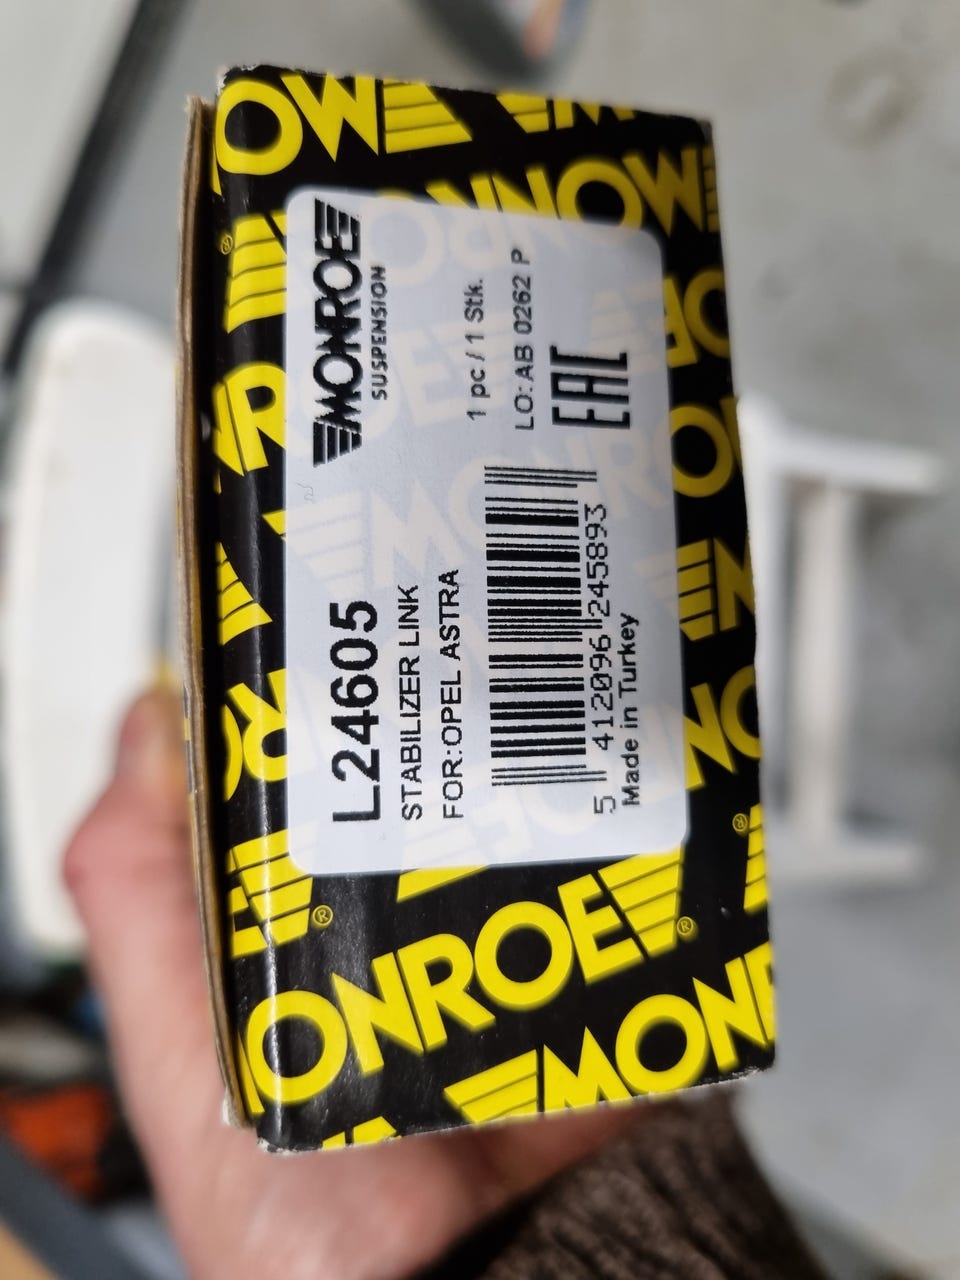 MONROE
SUSPENSION
L24605
STABILIZER LINK
FOR:OPEL ASTRA
1 pc / 1 Stk.
LO: AB 0262 P
EAC
5 412096 245893
Made in Turkey
MONROE®
MONR